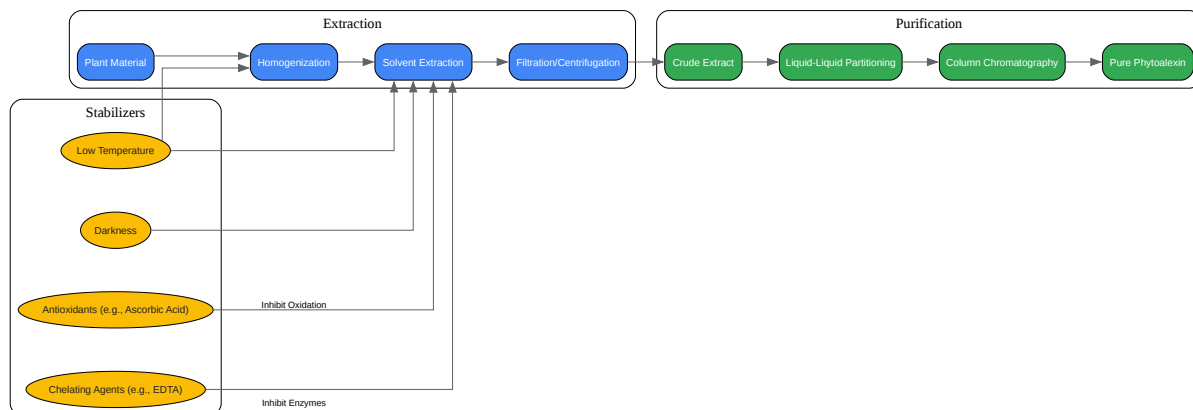 Extraction
Purification
Plant Material
Homogenization
Solvent Extraction
Filtration/Centrifugation
Crude Extract
Liquid-Liquid Partitioning
Column Chromatography
Pure Phytoalexin
Stabilizers
Low Temperature
Darkness
Antioxidants (e.g., Ascorbic Acid)
Inhibit Oxidation
Chelating Agents (e.g., EDTA)
Inhibit Enzymes